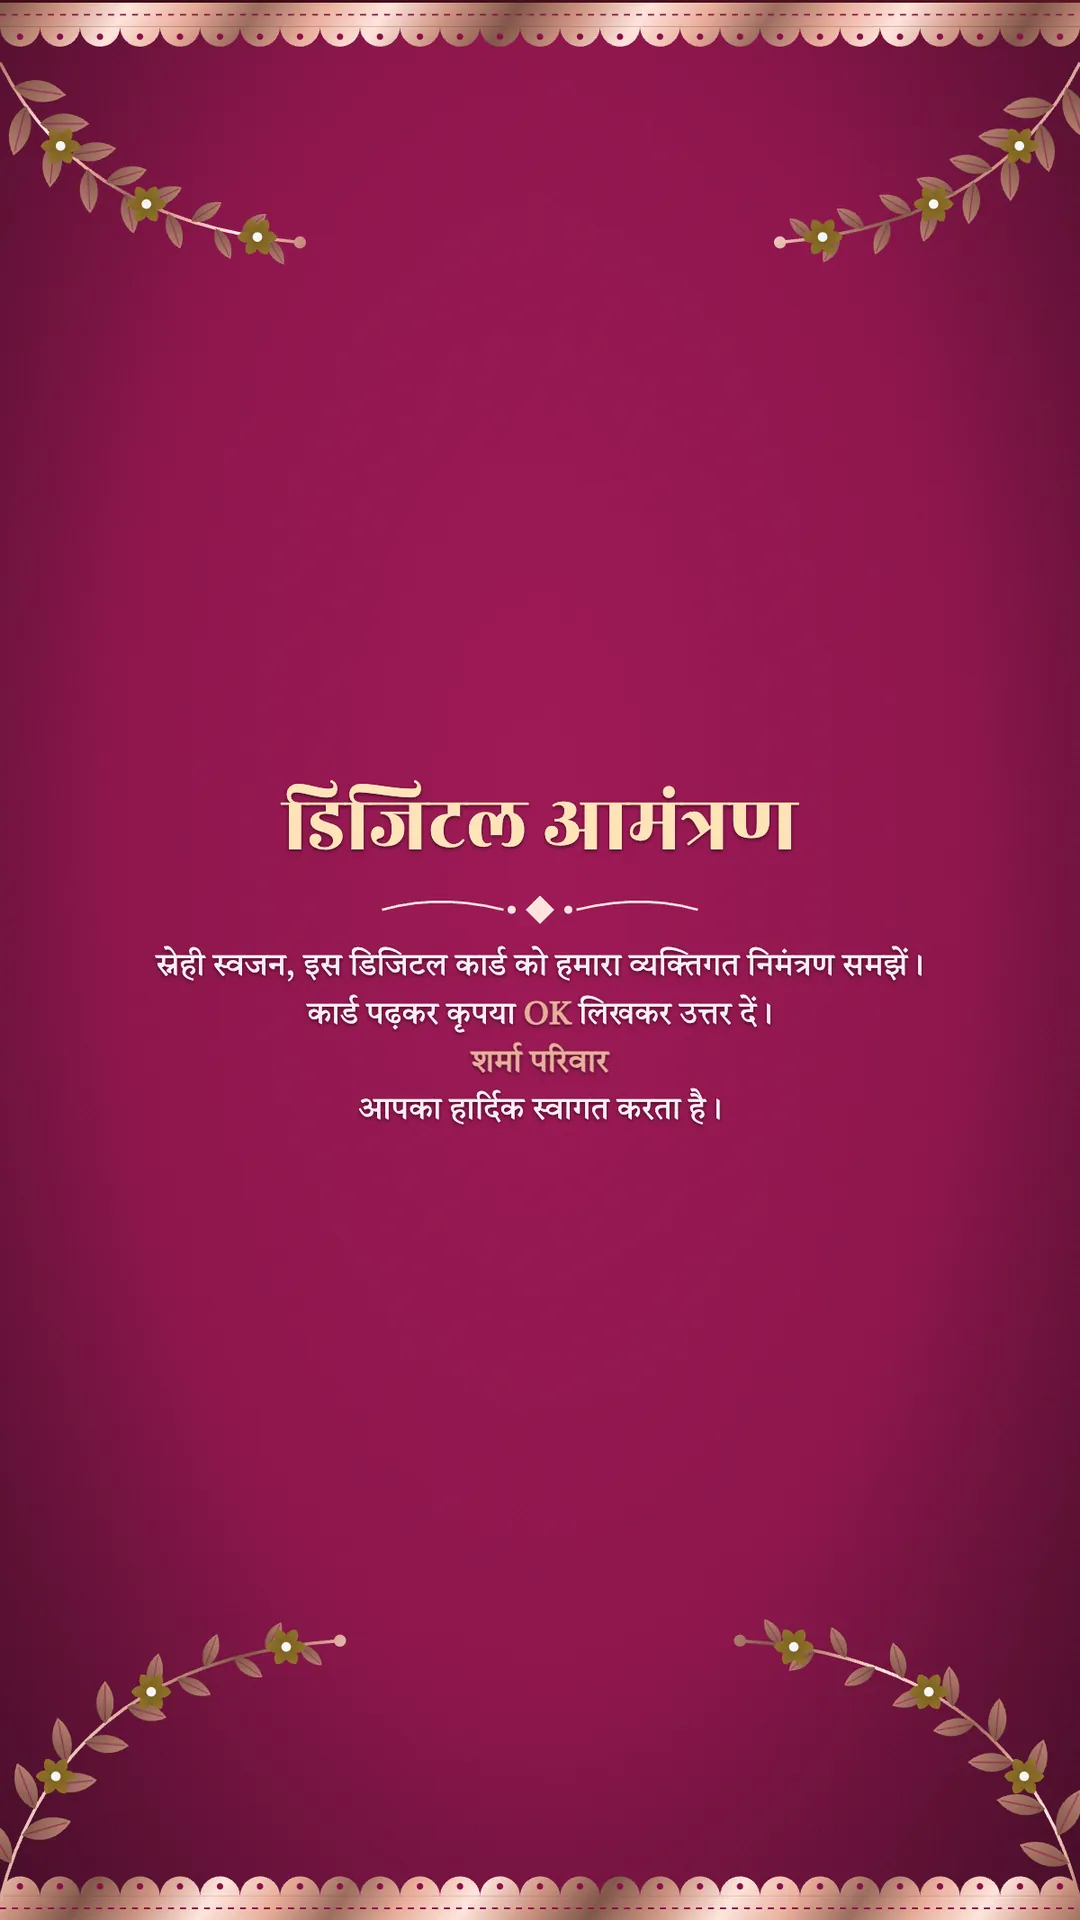 डिजिटल आमंत्रण
स्नेही स्वजन, इस डिजिटल कार्ड को हमारा व्यक्तिगत निमंत्रण समझें।
कार्ड पढ़कर कृपया OK लिखकर उत्तर दें।
शर्मा परिवार
आपका हार्दिक स्वागत करता है।